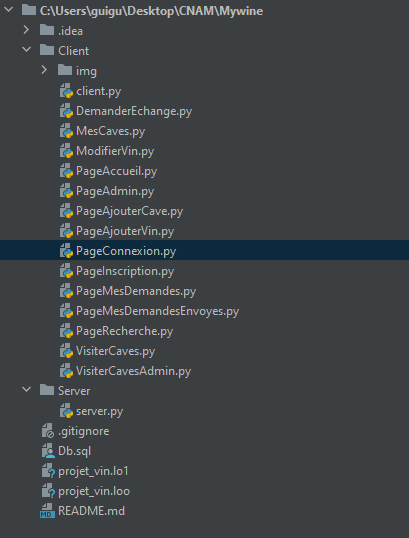 C:\Users\guigu\Desktop\CNAM\Mywine
.idea
Client
img
client.py
DemanderEchange.py
MesCaves.py
ModifierVin.py
PageAccueil.py
PageAdmin.py
PageAjouterCave.py
PageAjouterVin.py
PageConnexion.py
PageInscription.py
PageMesDemandes.py
PageMesDemandesEnvoyes.py
PageRecherche.py
VisiterCaves.py
VisiterCavesAdmin.py
Server
server.py
.gitignore
Db.sql
projet_vin.lo1
projet_vin.loo
MD README.md